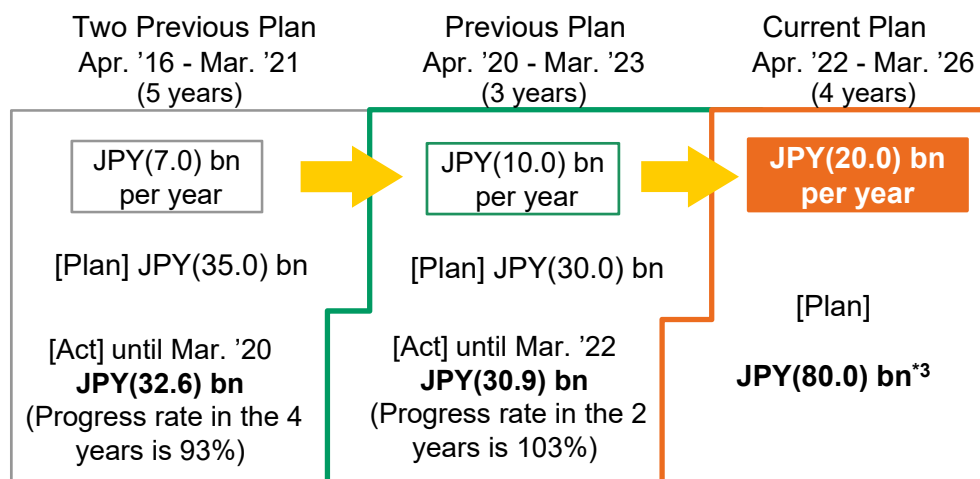 Two Previous Plan
Apr. ’16 - Mar. ’21
(5 years)
JPY(7.0) bn
per year
[Plan] JPY(35.0) bn
[Act] until Mar. ’20
JPY(32.6) bn
(Progress rate in the 4
years is 93%)
Previous Plan
Apr. ’20 - Mar. ’23
(3 years)
JPY(10.0) bn
per year
[Plan] JPY(30.0) bn
[Act] until Mar. ’22
JPY(30.9) bn
(Progress rate in the 2
years is 103%)
Current Plan
Apr. ’22 - Mar. ’26
(4 years)
JPY(20.0) bn
per year
[Plan]
JPY(80.0) bn*3